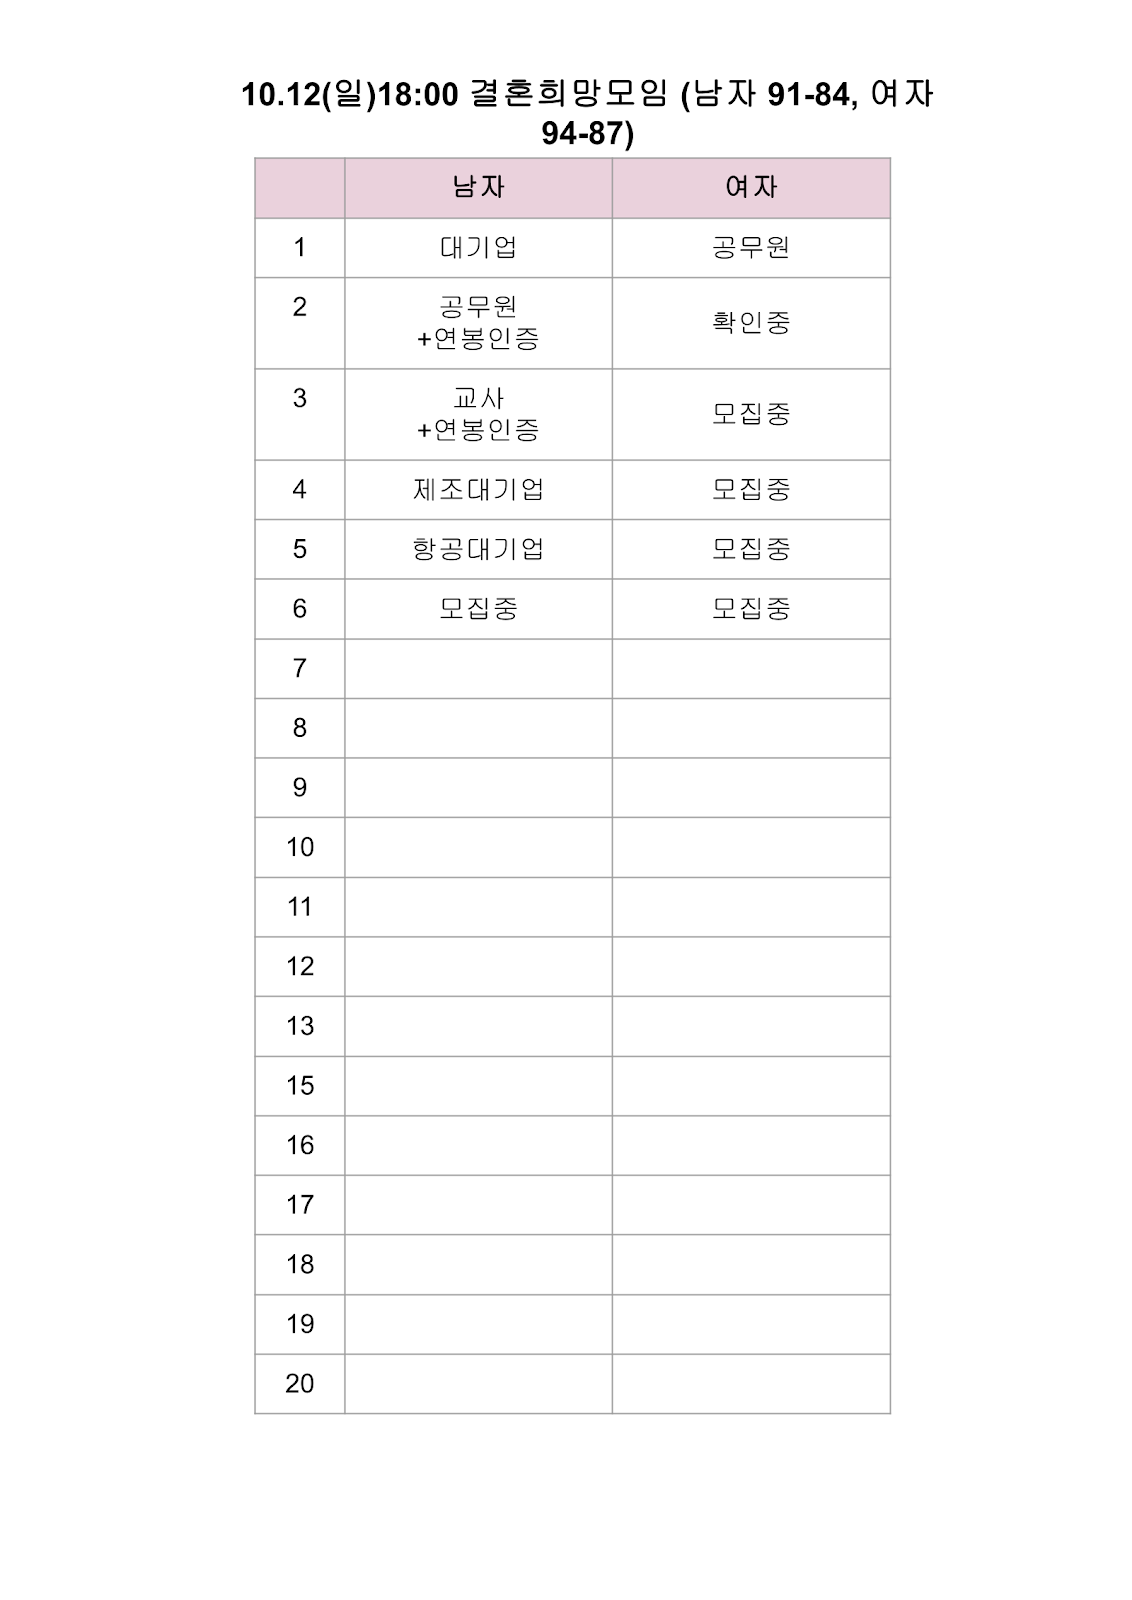 10.12(일)18:00 결혼희망모임 (남자 91-84, 여자
94-87)
남자 여자
1 대기업 공무원
2 공무원
+연봉인증 확인중
3 교사
+연봉인증 모집중
4 제조대기업 모집중
5 항공대기업 모집중
6 모집중 모집중
7
8
9
10
11
12
13
15
16
17
18
19
20